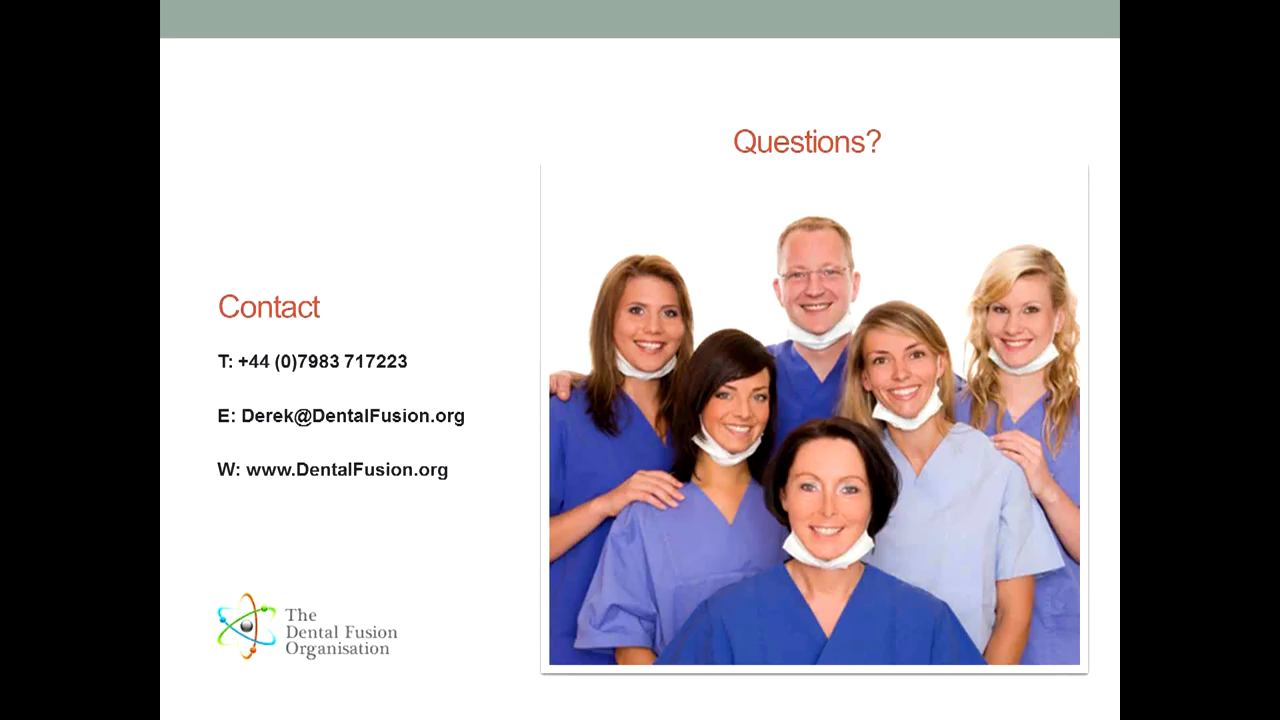 Questions?
Contact
T: +44 (0)7983 717223
E: Derek@DentalFusion.org
W: www.DentalFusion.org
The
Dental Fusion
Organisation